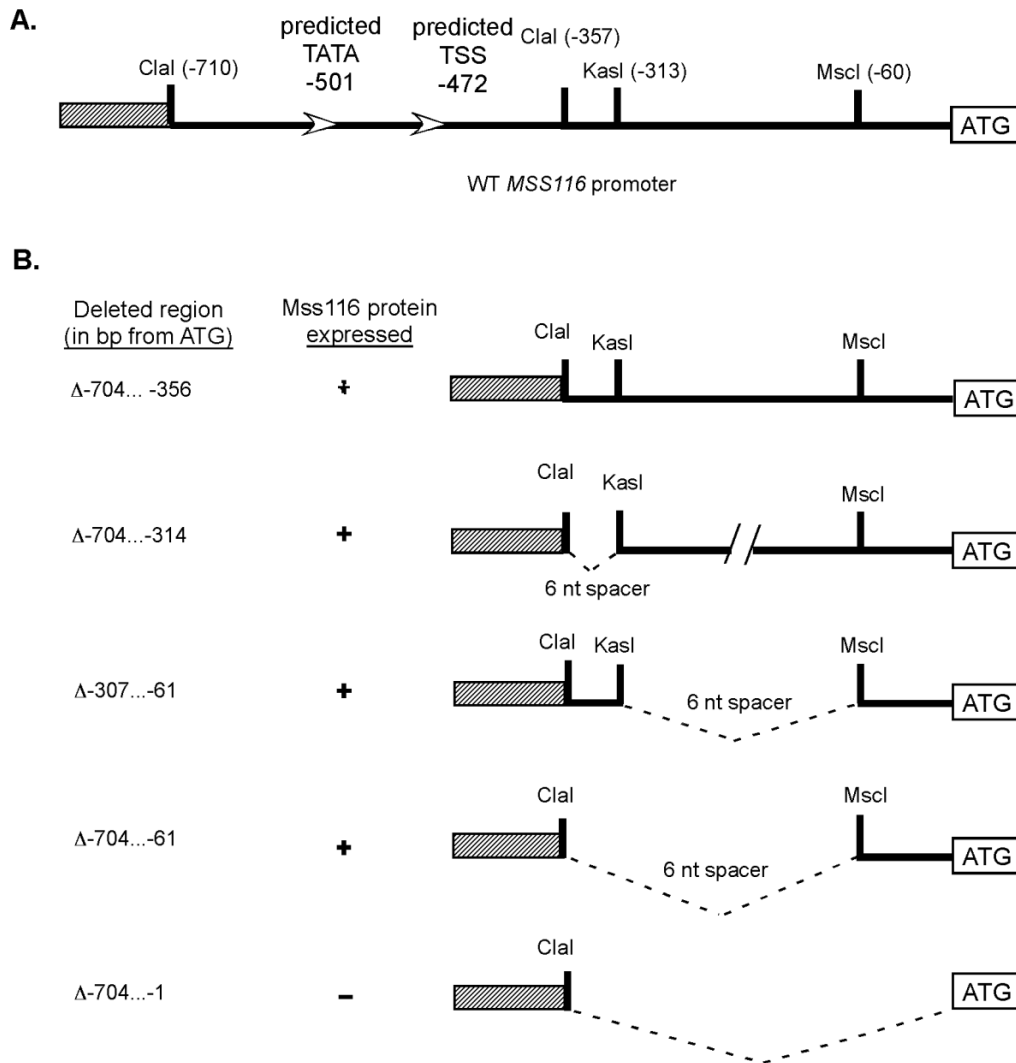 A.
predicted
TATA
-501
predicted
TSS
-472
ClaI (-710)
ClaI (-357)
KasI (-313)
MscI (-60)
ATG
WT MSS116 promoter
B.
Deleted region
(in bp from ATG)
Mss116 protein
expressed
Δ-704... -356
+
ClaI
KasI
MscI
ATG
Δ-704...-314
+
ClaI
KasI
MscI
ATG
6 nt spacer
Δ-307...-61
+
ClaI
KasI
MscI
6 nt spacer
ATG
Δ-704...-61
+
ClaI
MscI
6 nt spacer
ATG
Δ-704...-1
-
ClaI
ATG